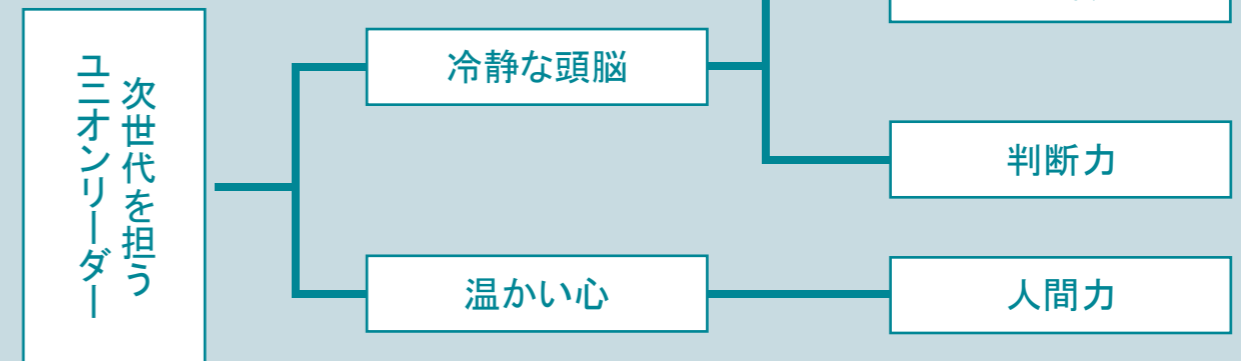 次世代を担う
ユニオンリーダー
冷静な頭脳
判断力
温かい心
人間力